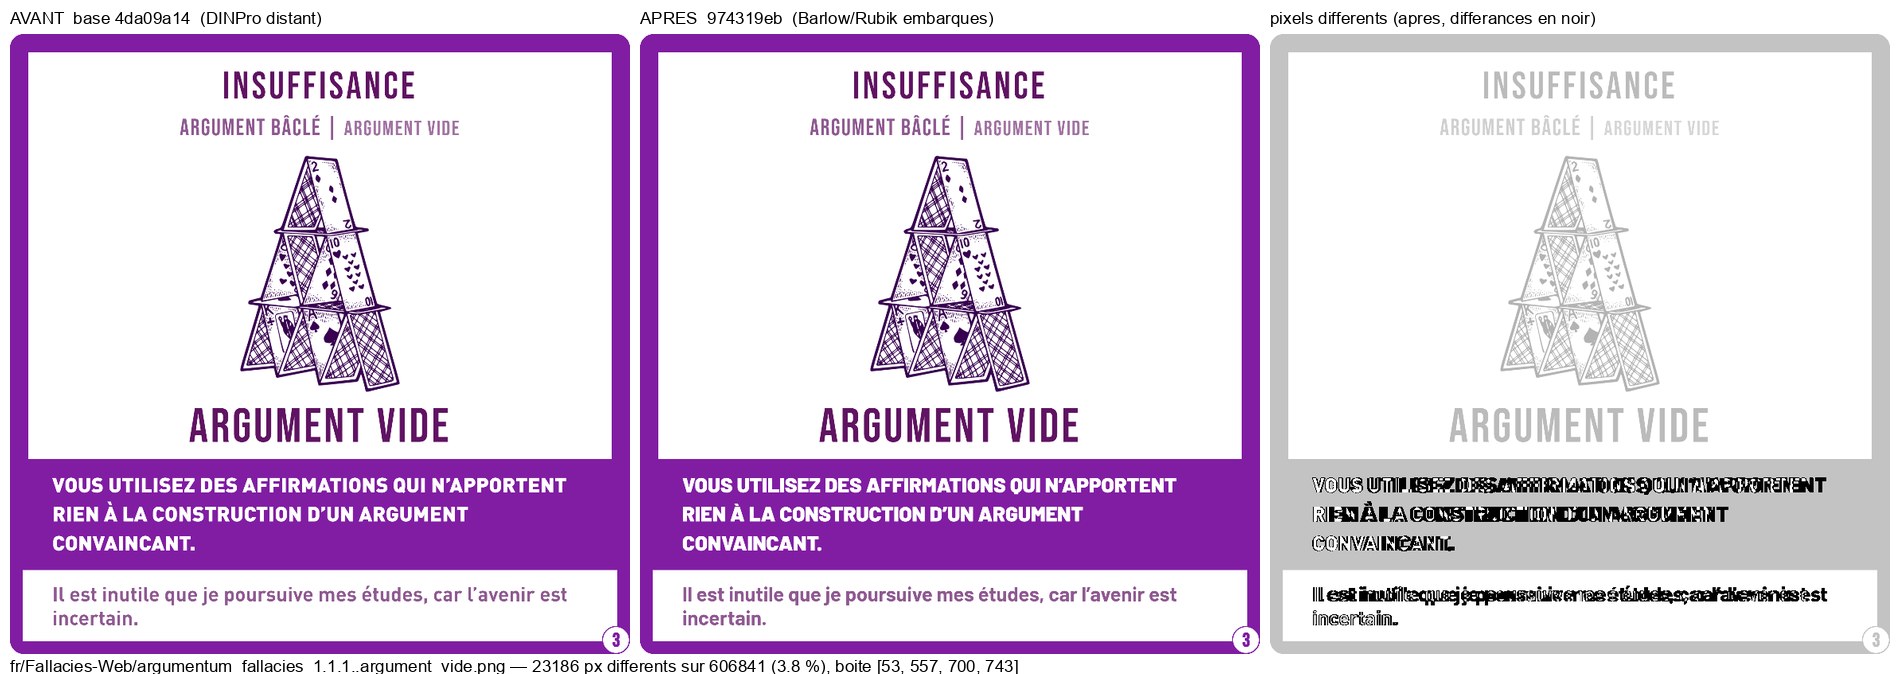 AVANT base 4da09a14 (DINPro distant)
INSUFFISANCE
ARGUMENT BÂCLÉ | ARGUMENT VIDE
ARGUMENT VIDE
VOUS UTILISEZ DES AFFIRMATIONS QUI N’APPORTENT
RIEN À LA CONSTRUCTION D’UN ARGUMENT
CONVAINCANT.
Il est inutile que je poursuive mes études, car l’avenir est
incertain.
3
APRES 974319eb (Barlow/Rubik embarques)
INSUFFISANCE
ARGUMENT BÂCLÉ | ARGUMENT VIDE
ARGUMENT VIDE
VOUS UTILISEZ DES AFFIRMATIONS QUI N’APPORTENT
RIEN À LA CONSTRUCTION D’UN ARGUMENT
CONVAINCANT.
Il est inutile que je poursuive mes études, car l’avenir est
incertain.
3
pixels differents (apres, differances en noir)
INSUFFISANCE
ARGUMENT BÂCLÉ | ARGUMENT VIDE
ARGUMENT VIDE
3
fr/Fallacies-Web/argumentum_fallacies_1.1.1._argument_vide.png — 23186 px differents sur 606841 (3.8 %), boite [53, 557, 700, 743]